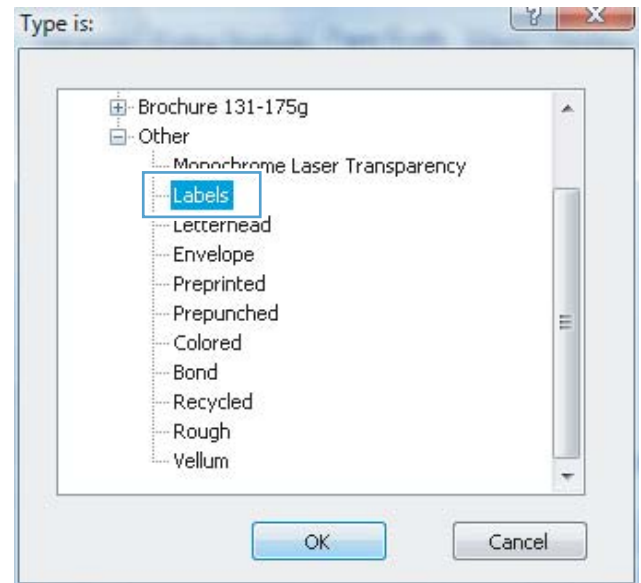 Type is:
Brochure 131-175g
Other
Monochrome Laser Transparency
Labels
Letterhead
Envelope
Preprinted
Prepunched
Colored
Bond
Recycled
Rough
Vellum
OK Cancel